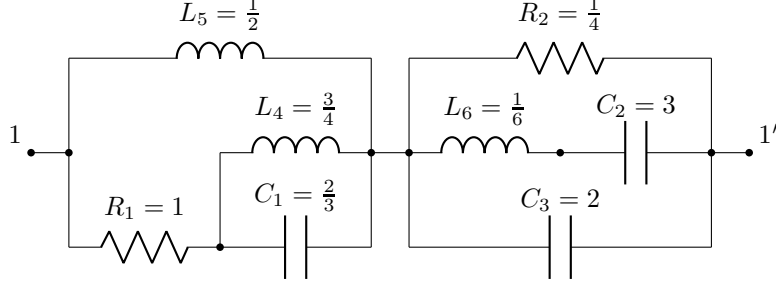 L₅ = 1/2
R₂ = 1/4
L₄ = 3/4
L₆ = 1/6
C₂ = 3
1
1′
C₁ = 2/3
R₁ = 1
C₃ = 2